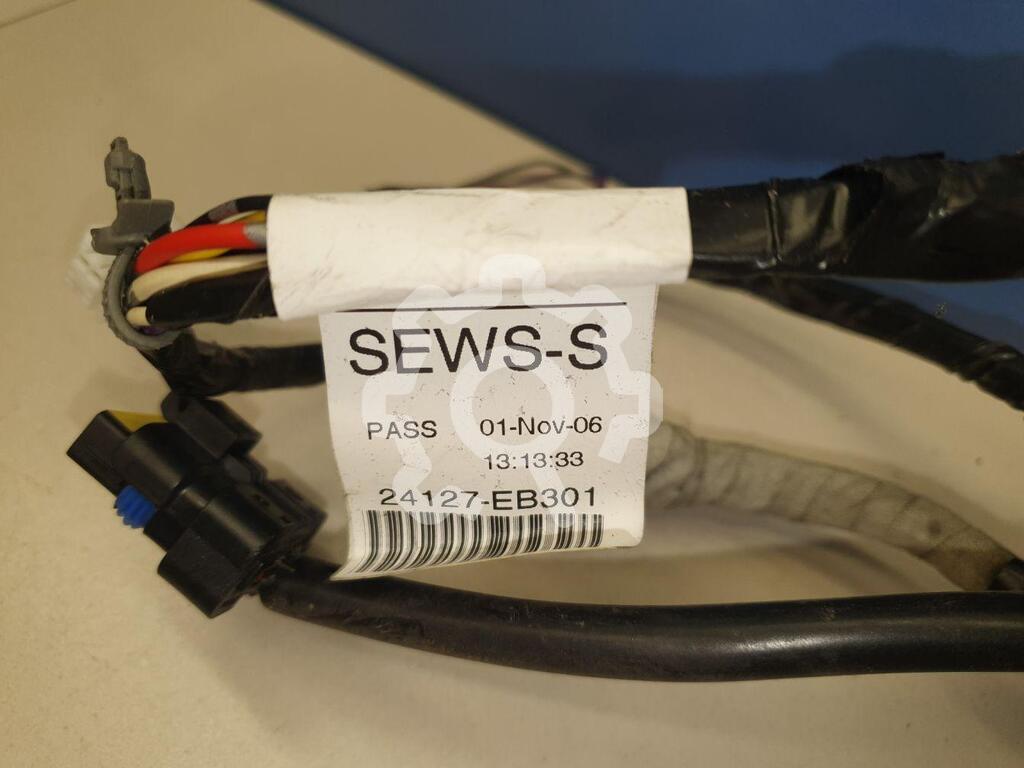 SEWS-S
PASS 01-Nov-06
13:13:33
24127-EB301